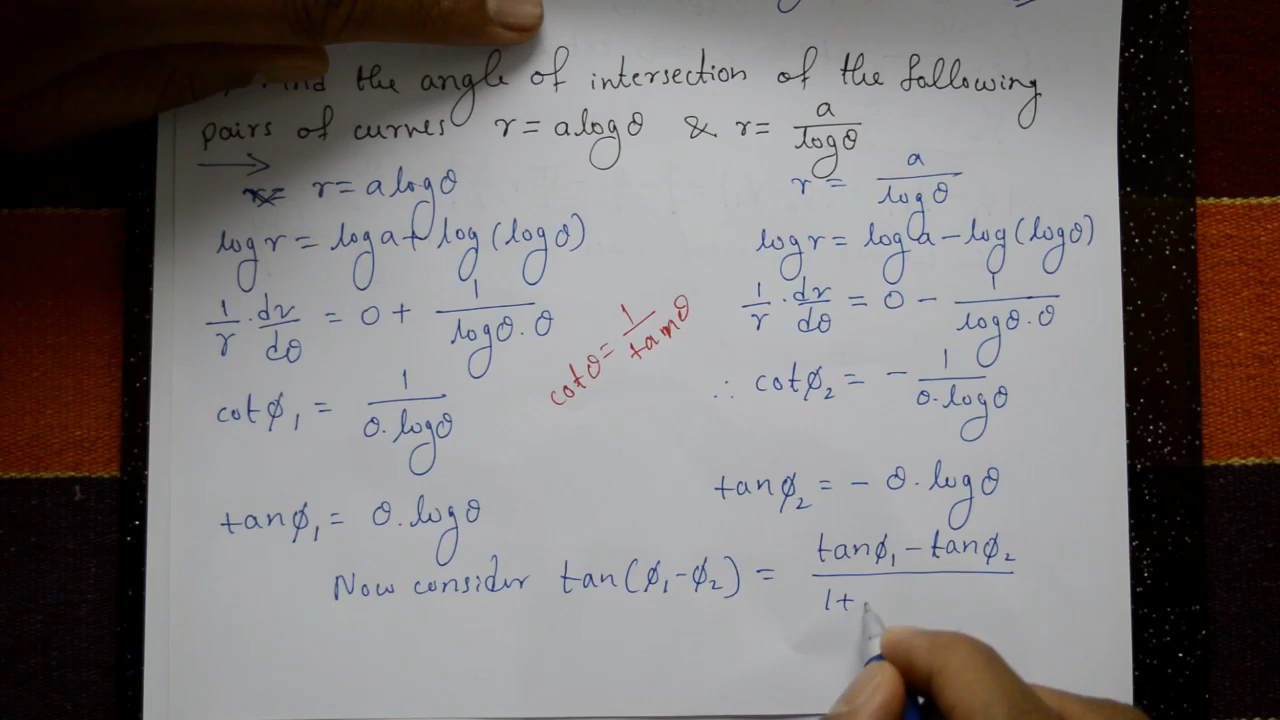 the angle of intersection of the following
pairs of curves r = a log θ & r = a/log θ
r = a log θ
log r = log a + log (log θ)
1/r . dr/dθ = 0 + 1/(log θ . θ)
cot ϕ₁ = 1/(θ . log θ)
tan ϕ₁ = θ . log θ
cot θ = 1/tan θ
r = a/log θ
log r = log a - log (log θ)
1/r . dr/dθ = 0 - 1/(log θ . θ)
∴ cot ϕ₂ = - 1/(θ . log θ)
tan ϕ₂ = - θ . log θ
Now consider tan (ϕ₁ - ϕ₂) = (tan ϕ₁ - tan ϕ₂)/(1 +